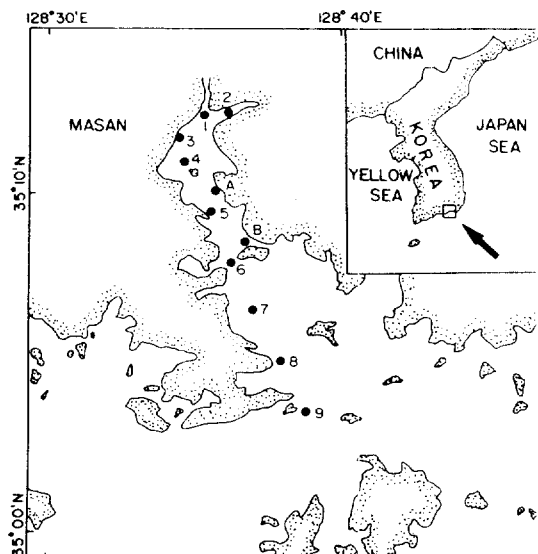 128°30'E
128°40'E
CHINA
MASAN
JAPAN
SEA
KOREA
YELLOW
SEA
35°10'N
35°00'N
2
1
3
4
A
5
B
6
7
8
9